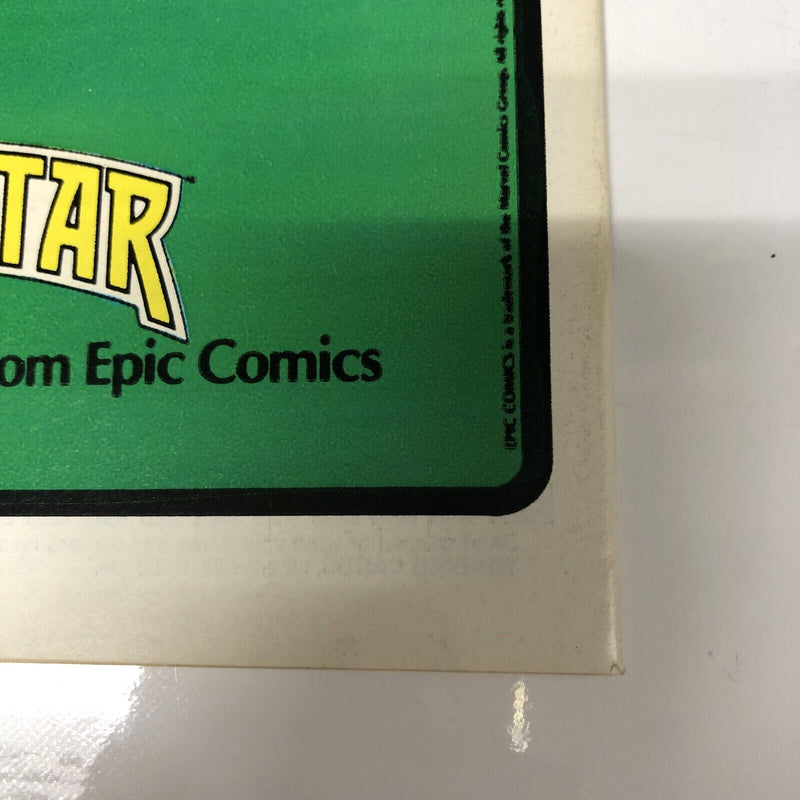 TAR
om Epic Comics
EPIC COMICS is a trademark of the Marvel Comics Group. All rights